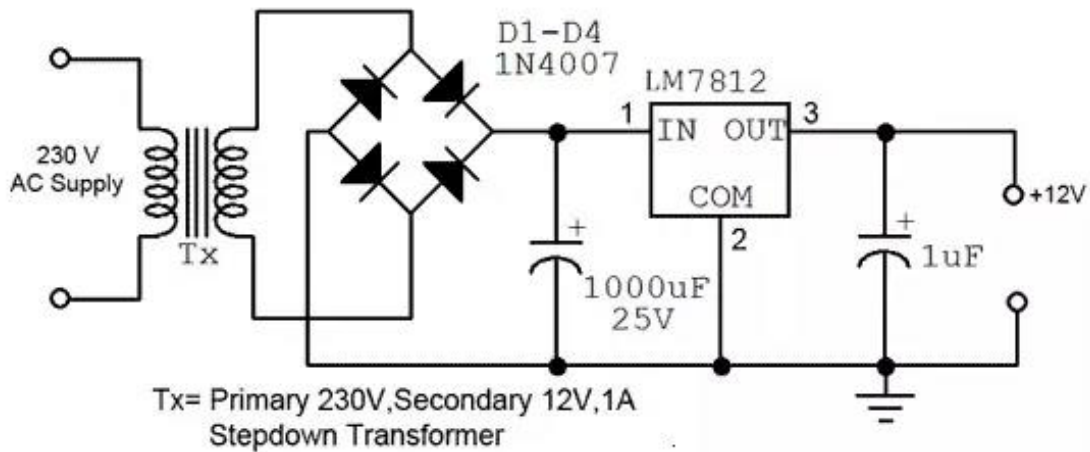 D1-D4
1N4007
LM7812
1
IN OUT
3
230 V
AC Supply
COM
+12V
2
+
+
Tx
1uF
1000uF
25V
Tx= Primary 230V,Secondary 12V,1A
Stepdown Transformer